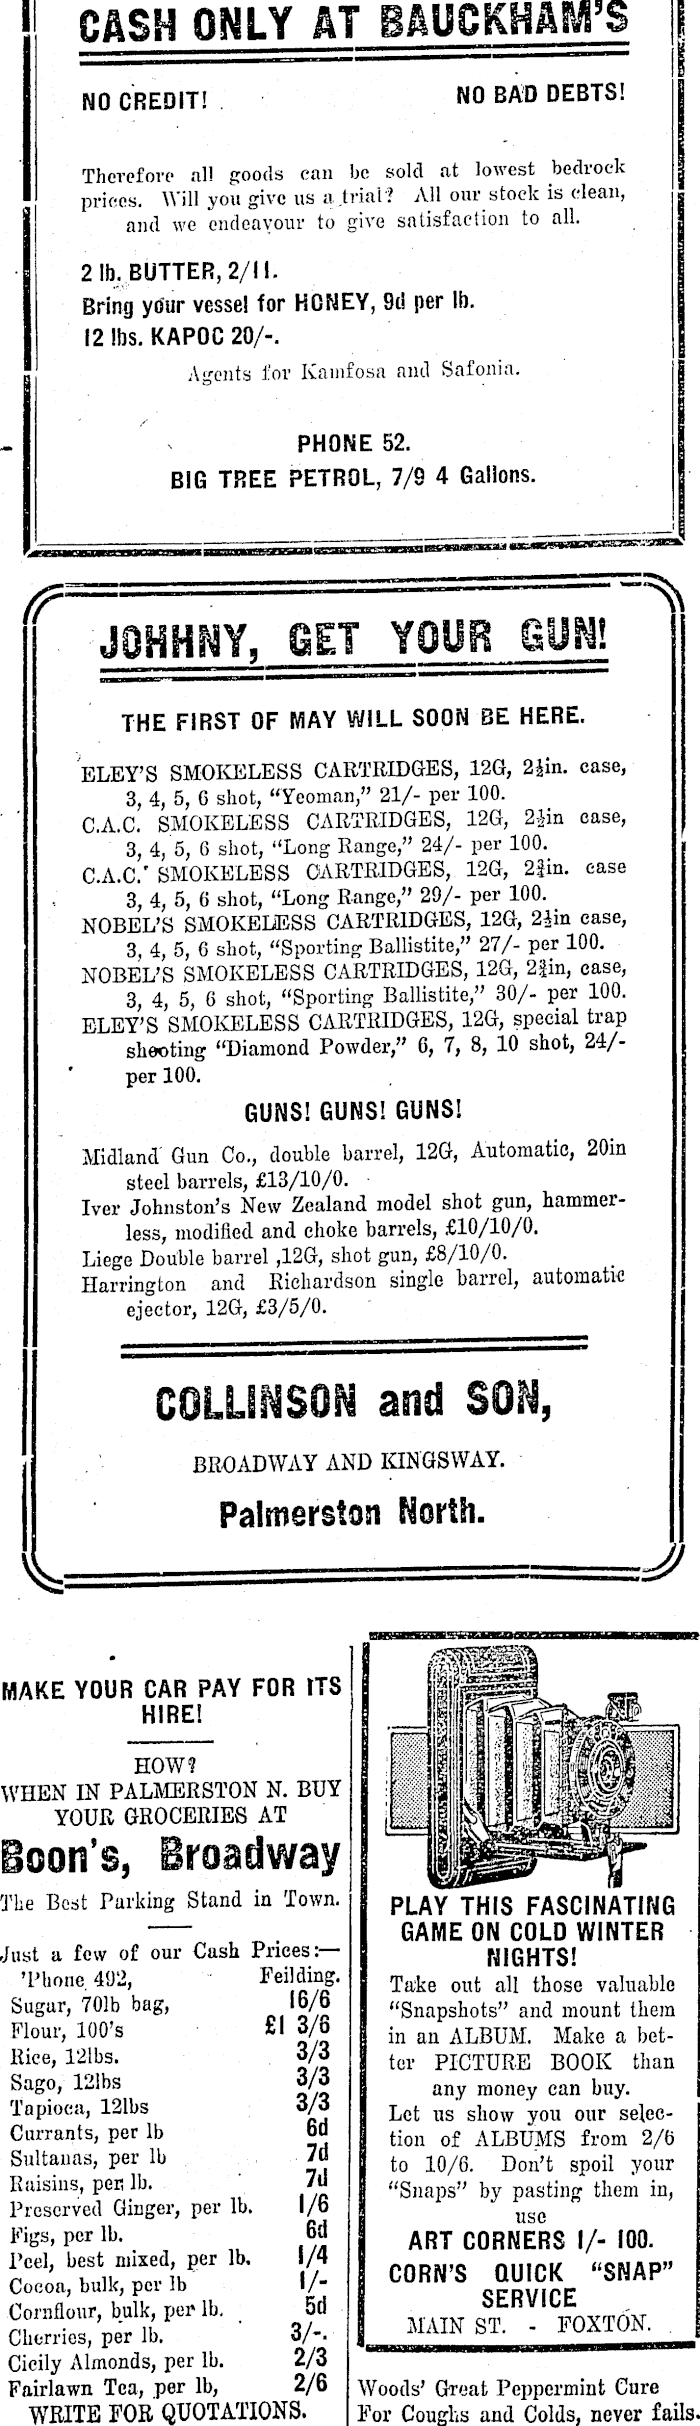 CASH ONLY AT BAUCKHAM'S
NO CREDIT! NO BAD DEBTS!
Therefore all goods can be sold at lowest bedrock
prices. Will you give us a trial? All our stock is clean,
and we endeavour to give satisfaction to all.
2 lb. BUTTER, 2/11.
Bring your vessel for HONEY, 9d per lb.
12 lbs. KAPOC 20/-.
Agents for Kamfosa and Safonia.
PHONE 52.
BIG TREE PETROL, 7/9 4 Gallons.
JOHHNY, GET YOUR GUN!
THE FIRST OF MAY WILL SOON BE HERE.
ELEY'S SMOKELESS CARTRIDGES, 12G, 2½in. case,
3, 4, 5, 6 shot, "Yeoman," 21/- per 100.
C.A.C. SMOKELESS CARTRIDGES, 12G, 2½in case,
3, 4, 5, 6 shot, "Long Range," 24/- per 100.
C.A.C. SMOKELESS CARTRIDGES, 12G, 2¾in. case
3, 4, 5, 6 shot, "Long Range," 29/- per 100.
NOBEL'S SMOKELESS CARTRIDGES, 12G, 2½in case,
3, 4, 5, 6 shot, "Sporting Ballistite," 27/- per 100.
NOBEL'S SMOKELESS CARTRIDGES, 12G, 2¾in, case,
3, 4, 5, 6 shot, "Sporting Ballistite," 30/- per 100.
ELEY'S SMOKELESS CARTRIDGES, 12G, special trap
shooting "Diamond Powder," 6, 7, 8, 10 shot, 24/-
per 100.
GUNS! GUNS! GUNS!
Midland Gun Co., double barrel, 12G, Automatic, 20in
steel barrels, £13/10/0.
Iver Johnston's New Zealand model shot gun, hammer-
less, modified and choke barrels, £10/10/0.
Liege Double barrel ,12G, shot gun, £8/10/0.
Harrington and Richardson single barrel, automatic
ejector, 12G, £3/5/0.
COLLINSON and SON,
BROADWAY AND KINGSWAY.
Palmerston North.
MAKE YOUR CAR PAY FOR ITS
HIRE!
HOW?
WHEN IN PALMERSTON N. BUY
YOUR GROCERIES AT
Boon's, Broadway
The Best Parking Stand in Town.
Just a few of our Cash Prices:—
'Phone 492, Feilding.
Sugar, 70lb bag, 16/6
Flour, 100's £1 3/6
Rice, 12lbs. 3/3
Sago, 12lbs 3/3
Tapioca, 12lbs 3/3
Currants, per lb 6d
Sultanas, per lb 7d
Raisins, per lb. 7d
Preserved Ginger, per lb. 1/6
Figs, per lb. 6d
Peel, best mixed, per lb. 1/4
Cocoa, bulk, per lb 1/-
Cornflour, bulk, per lb. 5d
Cherries, per lb. 3/-.
Cicily Almonds, per lb. 2/3
Fairlawn Tea, per lb, 2/6
WRITE FOR QUOTATIONS.
PLAY THIS FASCINATING
GAME ON COLD WINTER
NIGHTS!
Take out all those valuable
"Snapshots" and mount them
in an ALBUM. Make a bet-
ter PICTURE BOOK than
any money can buy.
Let us show you our selec-
tion of ALBUMS from 2/6
to 10/6. Don't spoil your
"Snaps" by pasting them in,
use
ART CORNERS 1/- 100.
CORN'S QUICK "SNAP"
SERVICE
MAIN ST. - FOXTON.
Woods' Great Peppermint Cure
For Coughs and Colds, never fails.